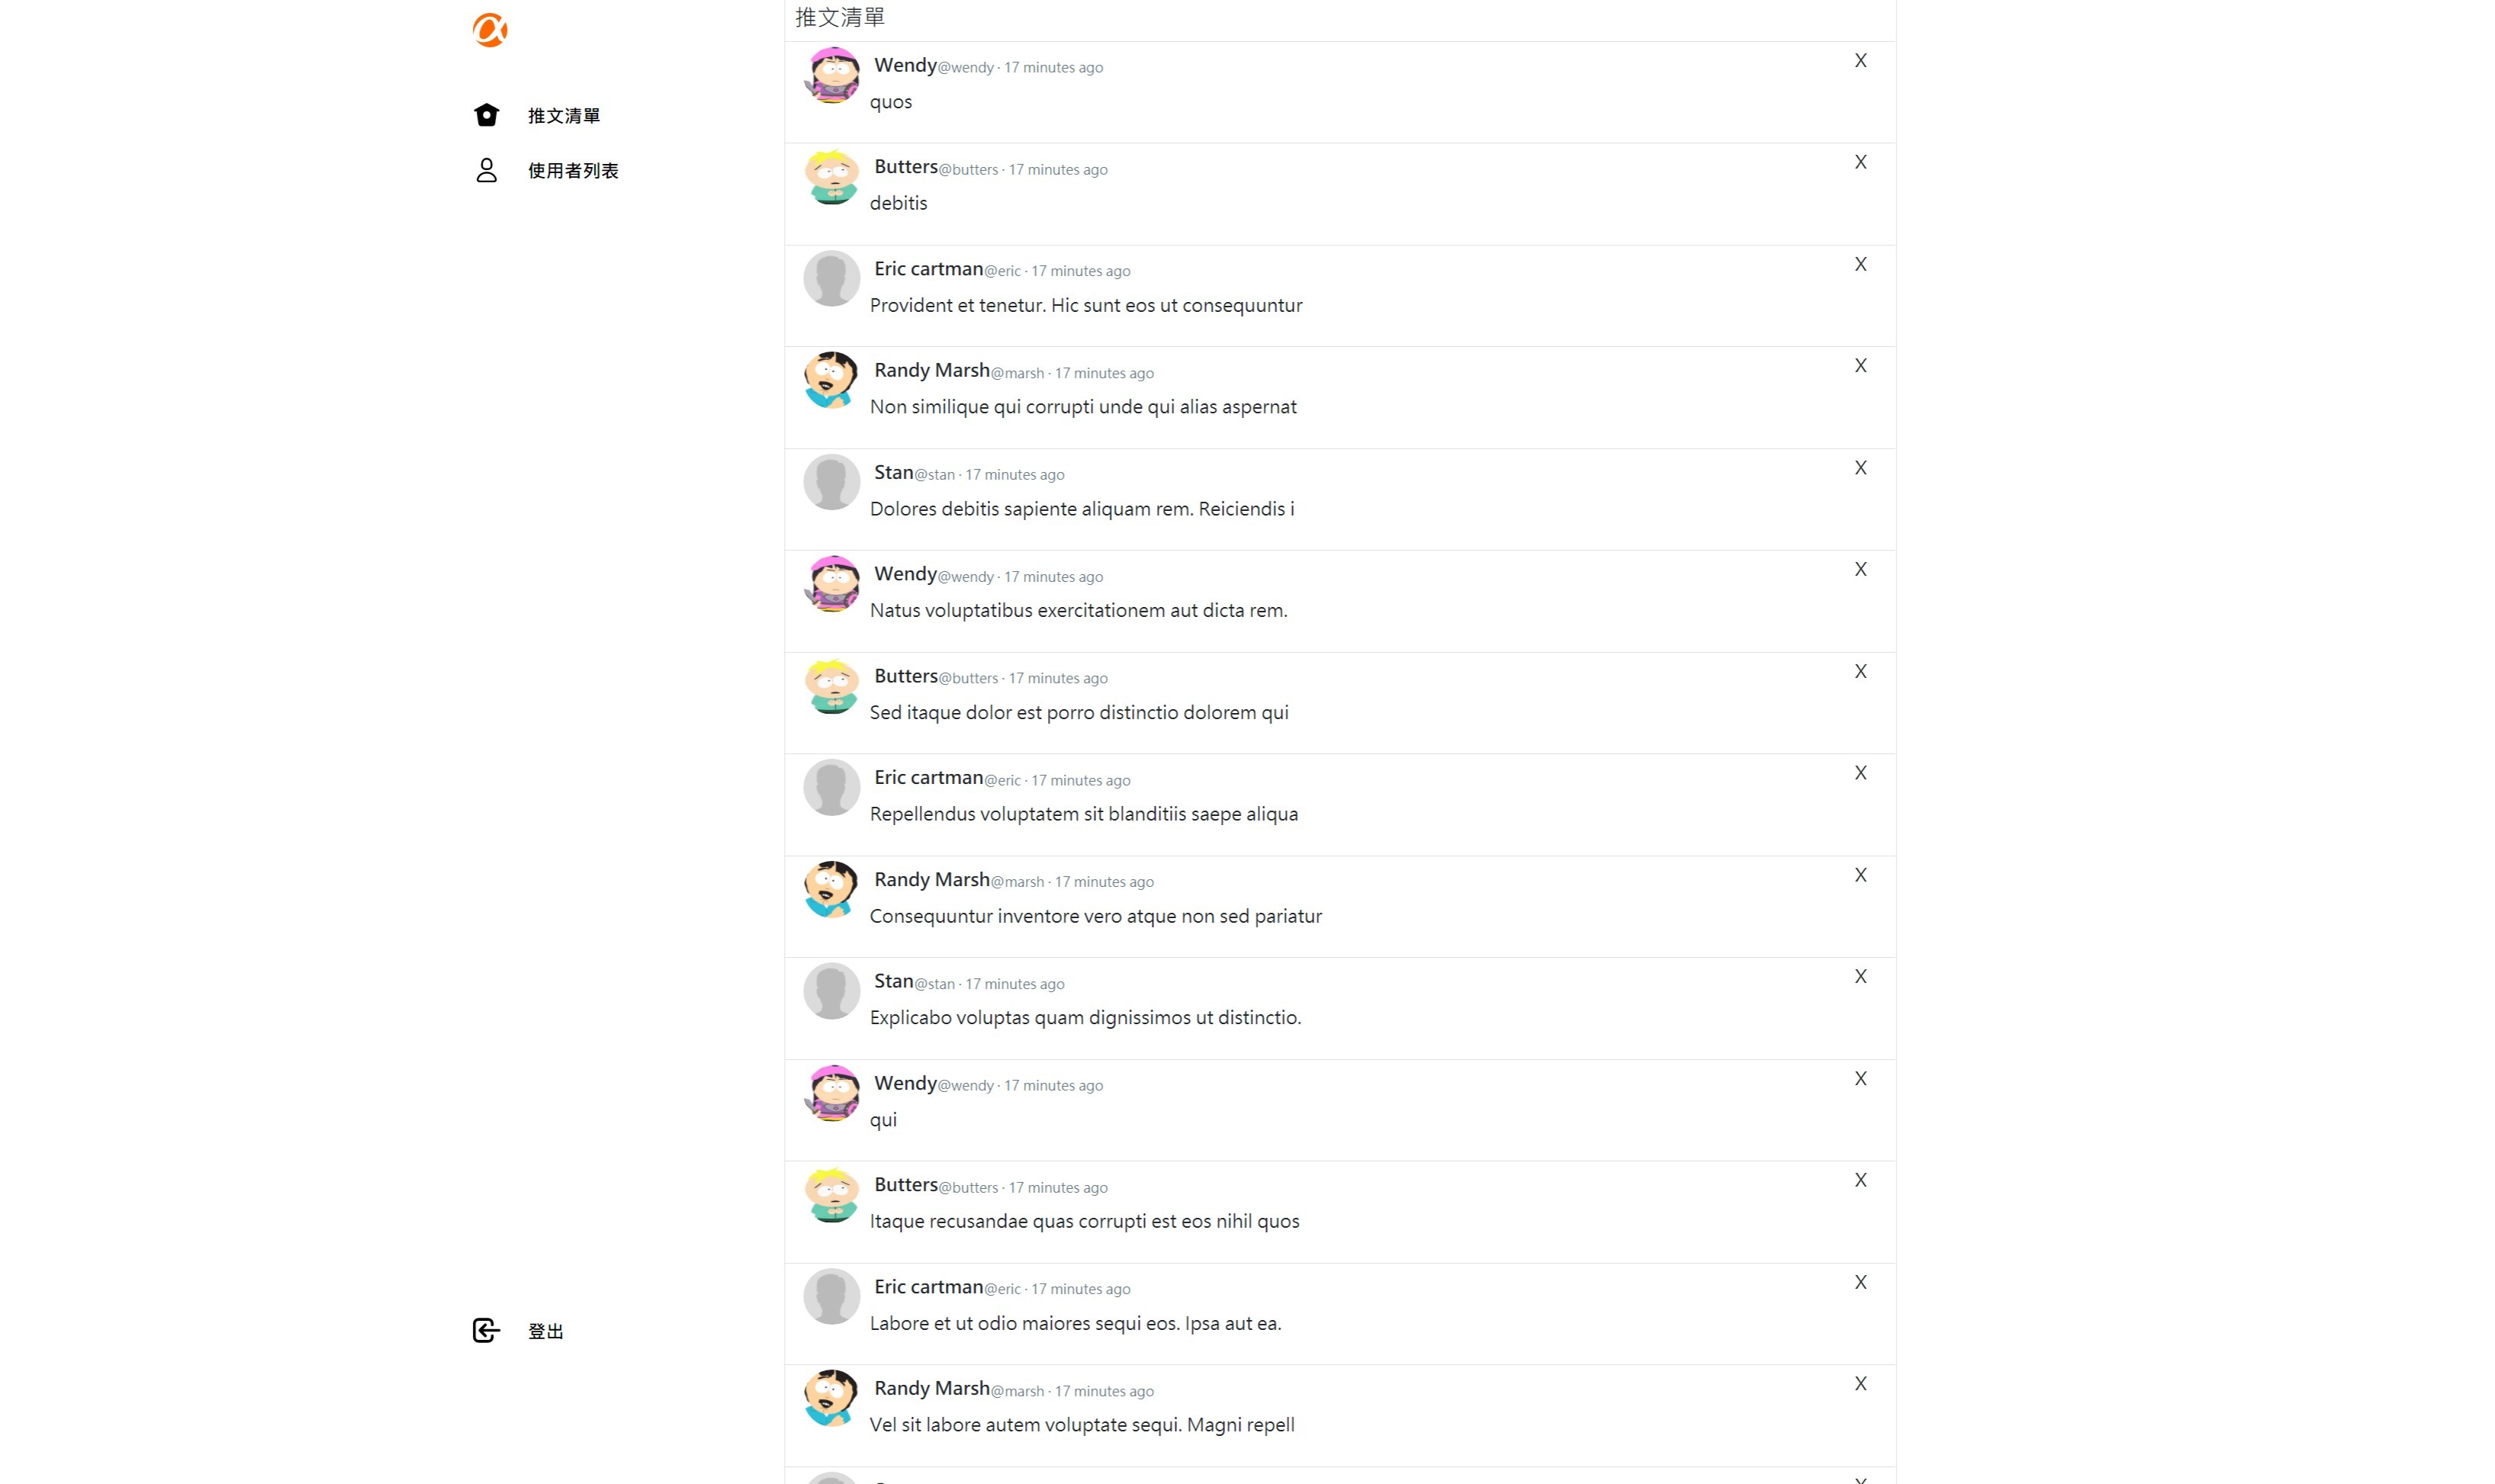 推文清單
使用者列表
登出
推文清單
Wendy@wendy · 17 minutes ago
X
quos
Butters@butters · 17 minutes ago
X
debitis
Eric cartman@eric · 17 minutes ago
X
Provident et tenetur. Hic sunt eos ut consequuntur
Randy Marsh@marsh · 17 minutes ago
X
Non similique qui corrupti unde qui alias aspernat
Stan@stan · 17 minutes ago
X
Dolores debitis sapiente aliquam rem. Reiciendis i
Wendy@wendy · 17 minutes ago
X
Natus voluptatibus exercitationem aut dicta rem.
Butters@butters · 17 minutes ago
X
Sed itaque dolor est porro distinctio dolorem qui
Eric cartman@eric · 17 minutes ago
X
Repellendus voluptatem sit blanditiis saepe aliqua
Randy Marsh@marsh · 17 minutes ago
X
Consequuntur inventore vero atque non sed pariatur
Stan@stan · 17 minutes ago
X
Explicabo voluptas quam dignissimos ut distinctio.
Wendy@wendy · 17 minutes ago
X
qui
Butters@butters · 17 minutes ago
X
Itaque recusandae quas corrupti est eos nihil quos
Eric cartman@eric · 17 minutes ago
X
Labore et ut odio maiores sequi eos. Ipsa aut ea.
Randy Marsh@marsh · 17 minutes ago
X
Vel sit labore autem voluptate sequi. Magni repell